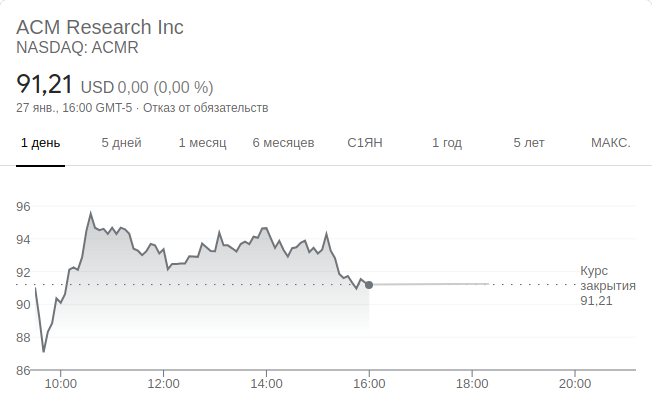 ACM Research Inc
NASDAQ: ACMR
91,21 USD 0,00 (0,00 %)
27 янв., 16:00 GMT-5 · Отказ от обязательств
1 день 5 дней 1 месяц 6 месяцев С1ЯН 1 год 5 лет МАКС.
96
94
92
90
88
86
Курс
закрытия
91,21
10:00 12:00 14:00 16:00 18:00 20:00